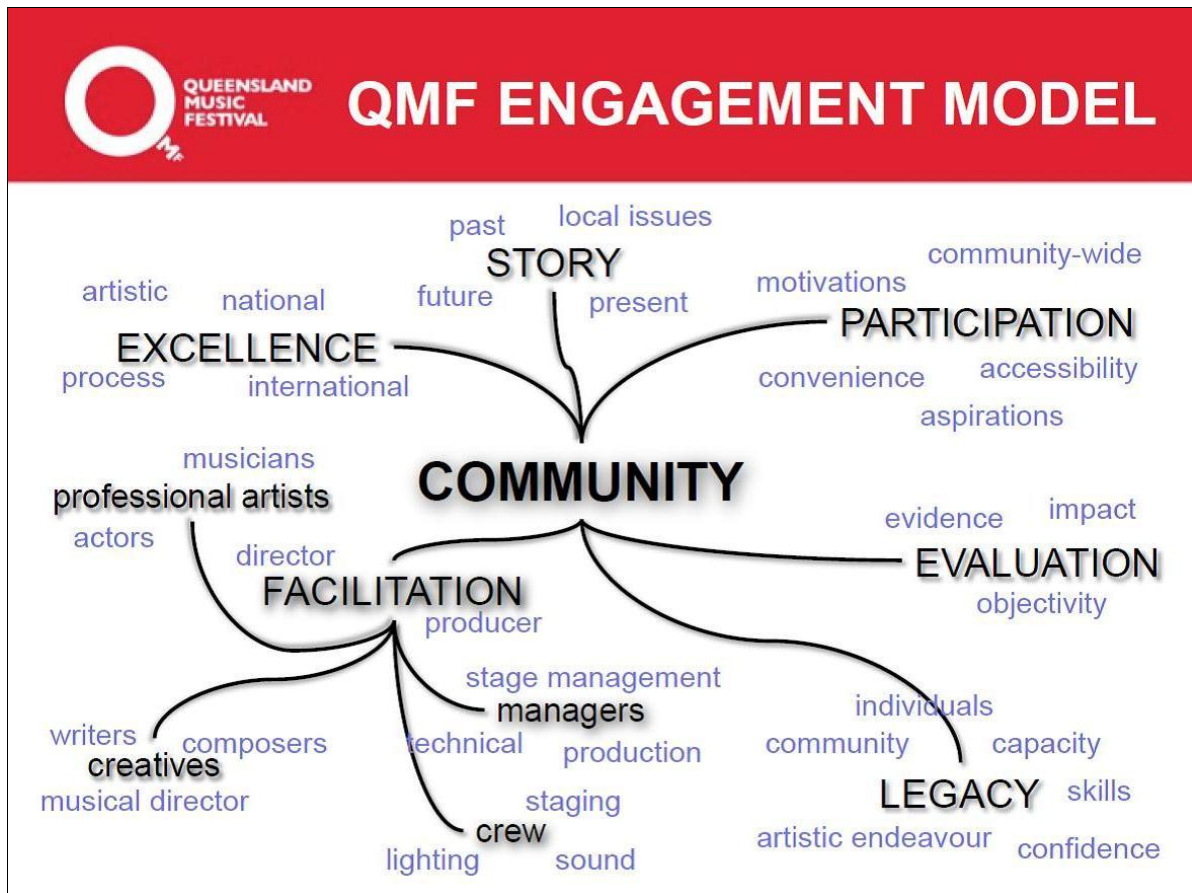 QUEENSLAND
MUSIC
FESTIVAL
QMF
QMF ENGAGEMENT MODEL
past
local issues
STORY
future
present
artistic
national
EXCELLENCE
process
international
community-wide
motivations
PARTICIPATION
convenience
accessibility
aspirations
COMMUNITY
musicians
professional artists
actors
director
FACILITATION
producer
evidence
impact
EVALUATION
objectivity
stage management
managers
technical
production
writers
composers
creatives
musical director
staging
crew
lighting
sound
individuals
community
capacity
LEGACY
skills
artistic endeavour
confidence